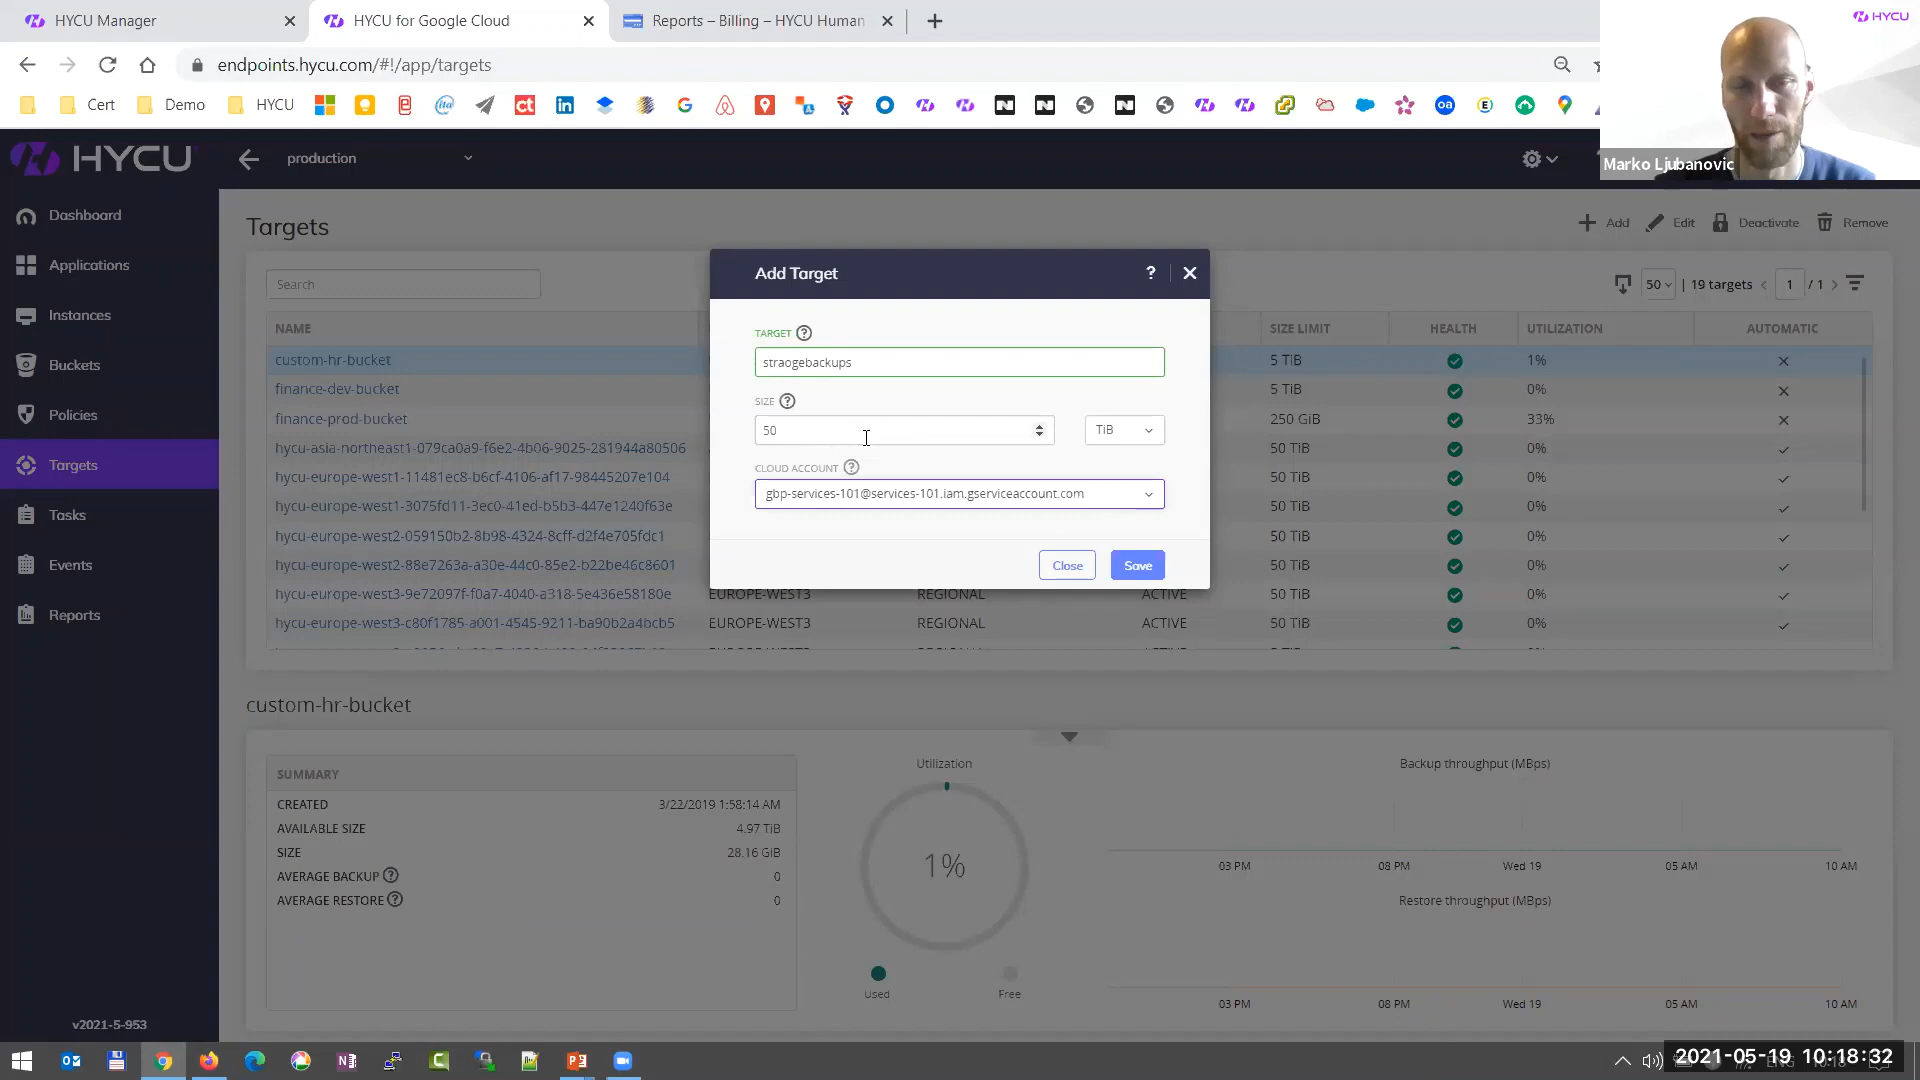 HYCU Manager
HYCU for Google Cloud
Reports – Billing – HYCU Human
HYCU
endpoints.hycu.com/#!/app/targets
Cert
Demo
HYCU
Marko Ljubanovic
HYCU
production
Dashboard
Applications
Instances
Buckets
Policies
Targets
Tasks
Events
Reports
v2021-5-953
Targets
Add
Edit
Deactivate
Remove
Search
50
19 targets
1
/ 1
NAME
SIZE LIMIT
HEALTH
UTILIZATION
AUTOMATIC
custom-hr-bucket
5 TiB
1%
finance-dev-bucket
5 TiB
0%
finance-prod-bucket
250 GiB
33%
hycu-asia-northeast1-079ca0a9-f6e2-4b06-9025-281944a80506
50 TiB
0%
hycu-europe-west1-11481ec8-b6cf-4106-af17-98445207e104
50 TiB
0%
hycu-europe-west1-3075fd11-3ec0-41ed-b5b3-447e1240f63e
50 TiB
0%
hycu-europe-west2-059150b2-8b98-4324-8cff-d2f4e705fdc1
50 TiB
0%
hycu-europe-west2-88e7263a-a30e-44c0-85e2-b22be46c8601
50 TiB
0%
hycu-europe-west3-9e72097f-f0a7-4040-a318-5e436e58180e
EUROPE-WEST3
REGIONAL
ACTIVE
50 TiB
0%
hycu-europe-west3-c80f1785-a001-4545-9211-ba90b2a4bcb5
EUROPE-WEST3
REGIONAL
ACTIVE
50 TiB
0%
Add Target
?
TARGET
straogebackups
SIZE
50
TiB
CLOUD ACCOUNT
gbp-services-101@services-101.iam.gserviceaccount.com
Close
Save
custom-hr-bucket
SUMMARY
CREATED
3/22/2019 1:58:14 AM
AVAILABLE SIZE
4.97 TiB
SIZE
28.16 GiB
AVERAGE BACKUP
0
AVERAGE RESTORE
0
Utilization
1%
Used
Free
Backup throughput (MBps)
03 PM
08 PM
Wed 19
05 AM
10 AM
Restore throughput (MBps)
03 PM
08 PM
Wed 19
05 AM
10 AM
2021-05-19 10:18:32